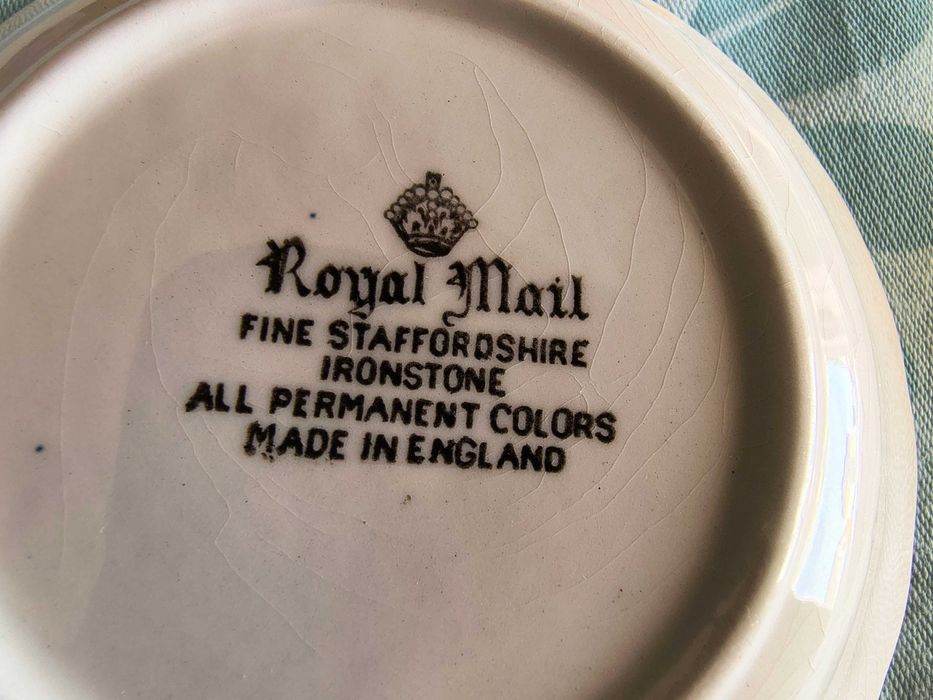 Royal Mail
FINE STAFFORDSHIRE
IRONSTONE
ALL PERMANENT COLORS
MADE IN ENGLAND